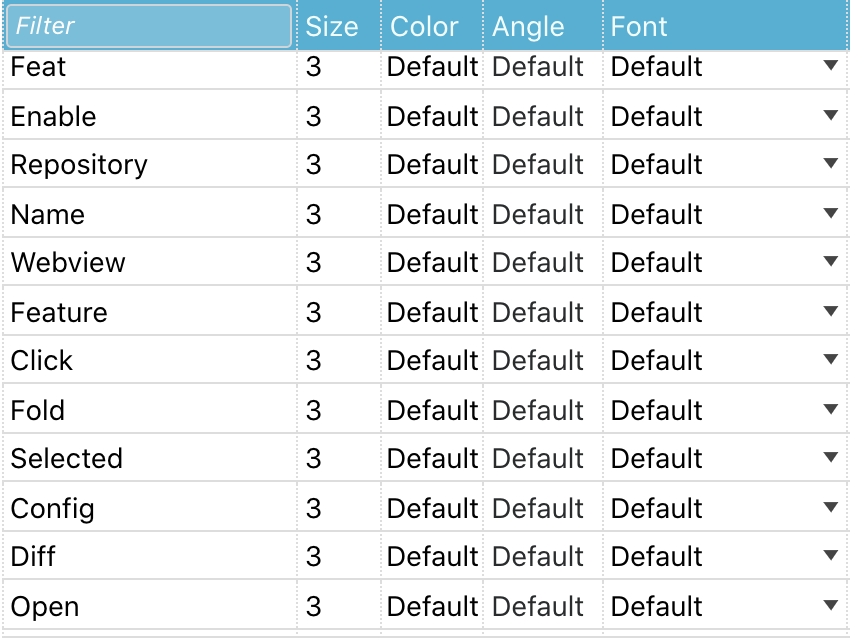 Filter Size Color Angle Font
Feat 3 Default Default Default
Enable 3 Default Default Default
Repository 3 Default Default Default
Name 3 Default Default Default
Webview 3 Default Default Default
Feature 3 Default Default Default
Click 3 Default Default Default
Fold 3 Default Default Default
Selected 3 Default Default Default
Config 3 Default Default Default
Diff 3 Default Default Default
Open 3 Default Default Default